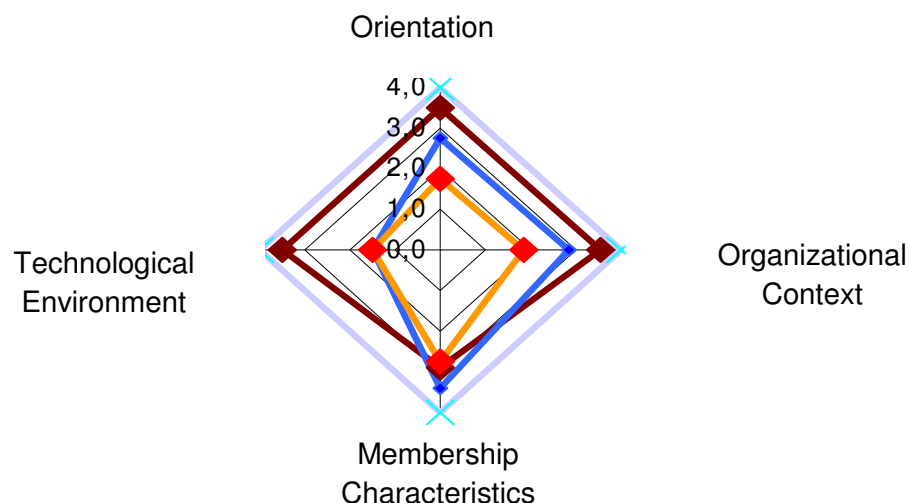 Orientation
4,0
3,0
2,0
1,0
0,0
Technological
Environment
Organizational
Context
Membership
Characteristics